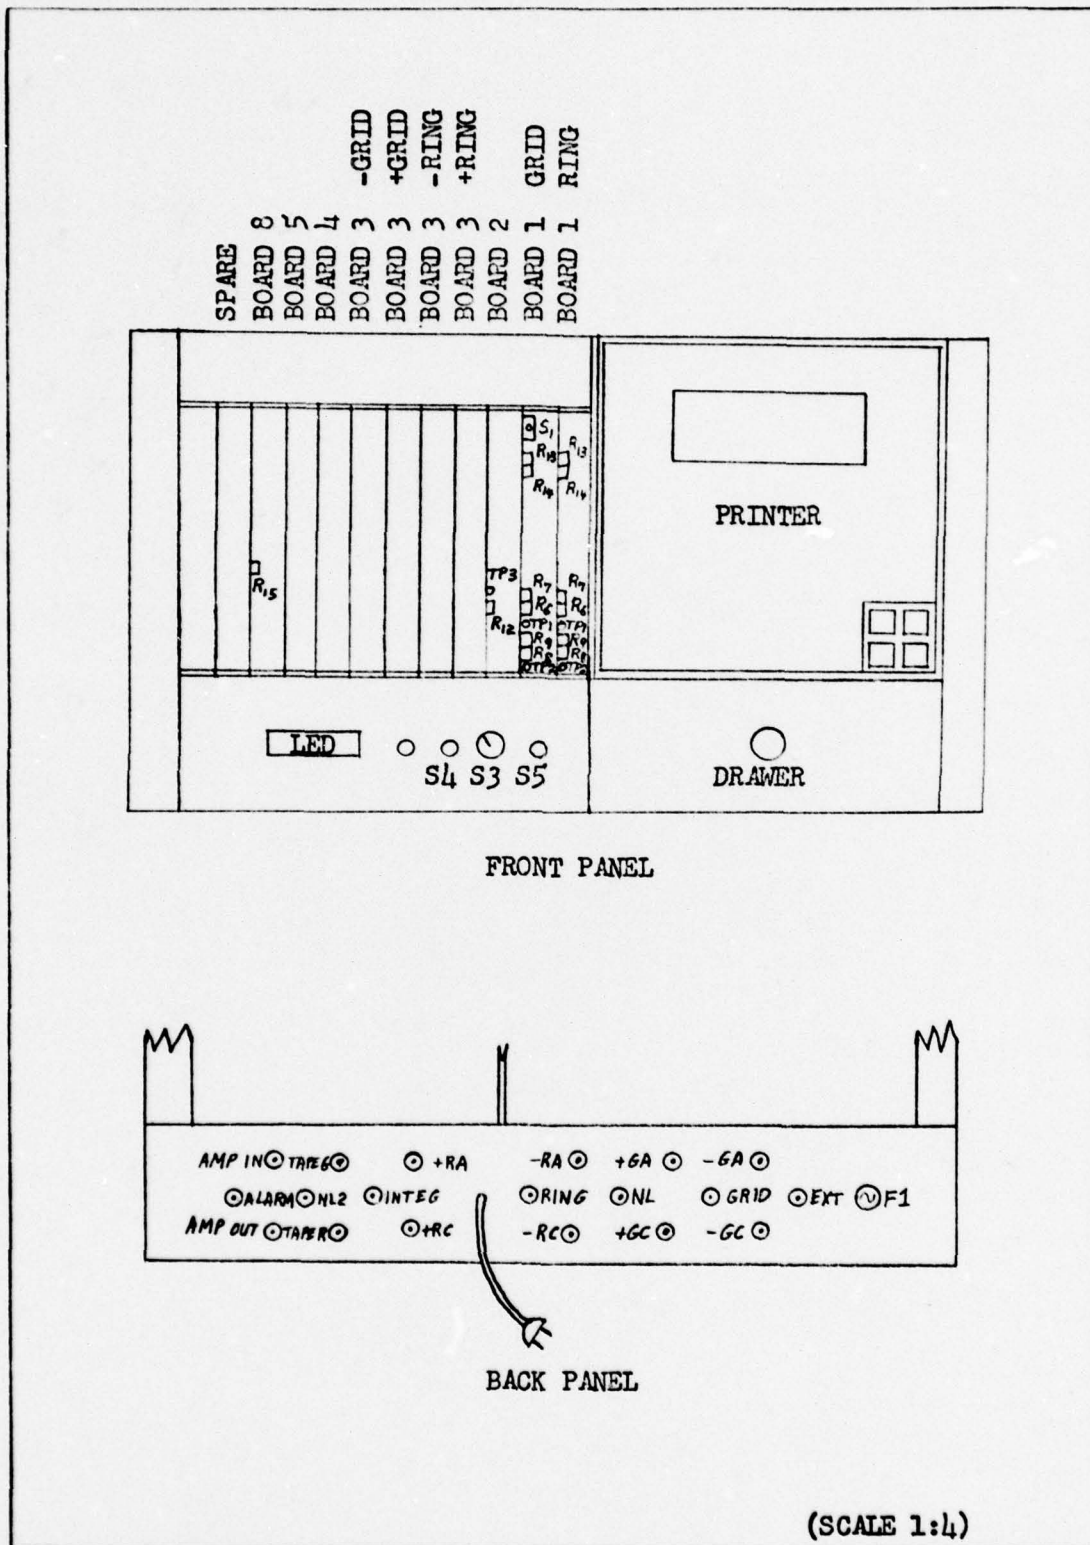 SPARE
BOARD 8
BOARD 5
BOARD 4
BOARD 3 -GRID
BOARD 3 +GRID
BOARD 3 -RING
BOARD 3 +RING
BOARD 2
BOARD 1 GRID
BOARD 1 RING
S1
R13 R13
R14 R14
PRINTER
R15
TP3
R12
R7 R7
R6 R6
TP1 TP1
R9 R9
R8 R8
TP2 TP2
LED
S4 S3 S5
DRAWER
FRONT PANEL
AMP IN TAPEG +RA -RA +GA -GA
ALARM NL2 INTEG RING NL GRID EXT F1
AMP OUT TAPER +RC -RC +GC -GC
BACK PANEL
(SCALE 1:4)